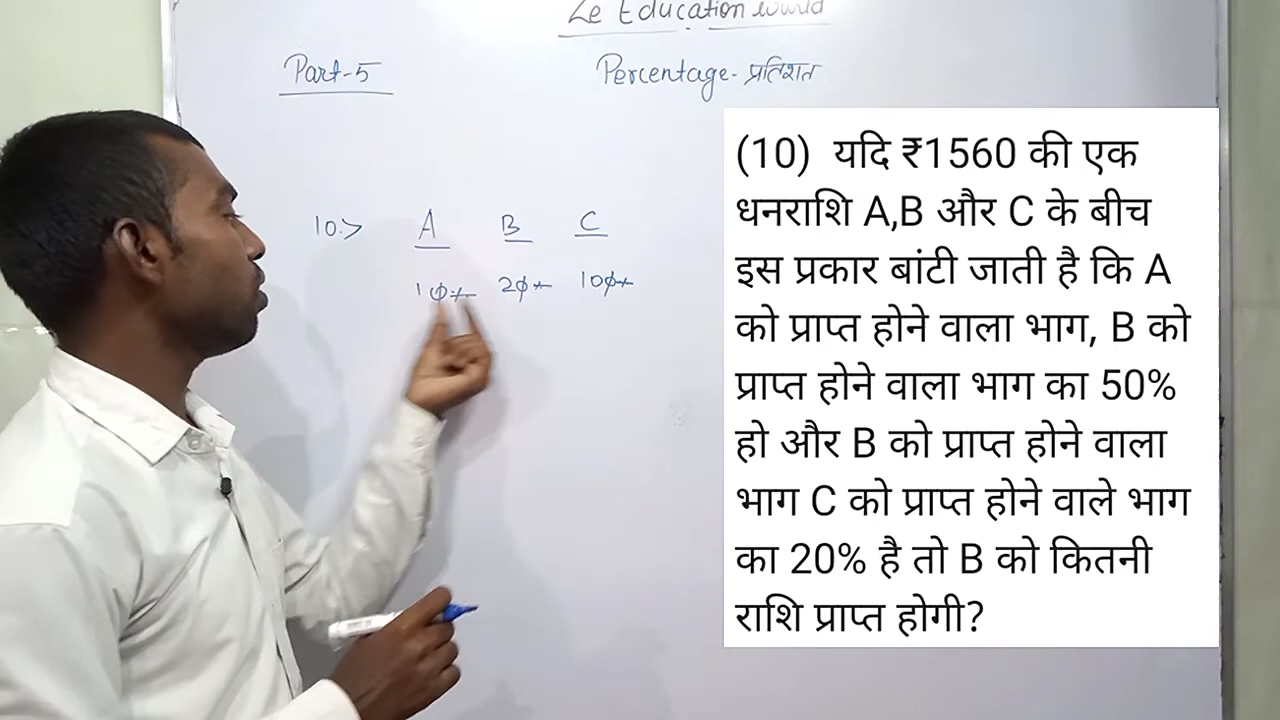 Le Education World
Part-5
Percentage - प्रतिशत
10:> A B C
10% 20% 100%
(10) यदि ₹1560 की एक
धनराशि A,B और C के बीच
इस प्रकार बांटी जाती है कि A
को प्राप्त होने वाला भाग, B को
प्राप्त होने वाला भाग का 50%
हो और B को प्राप्त होने वाला
भाग C को प्राप्त होने वाले भाग
का 20% है तो B को कितनी
राशि प्राप्त होगी?